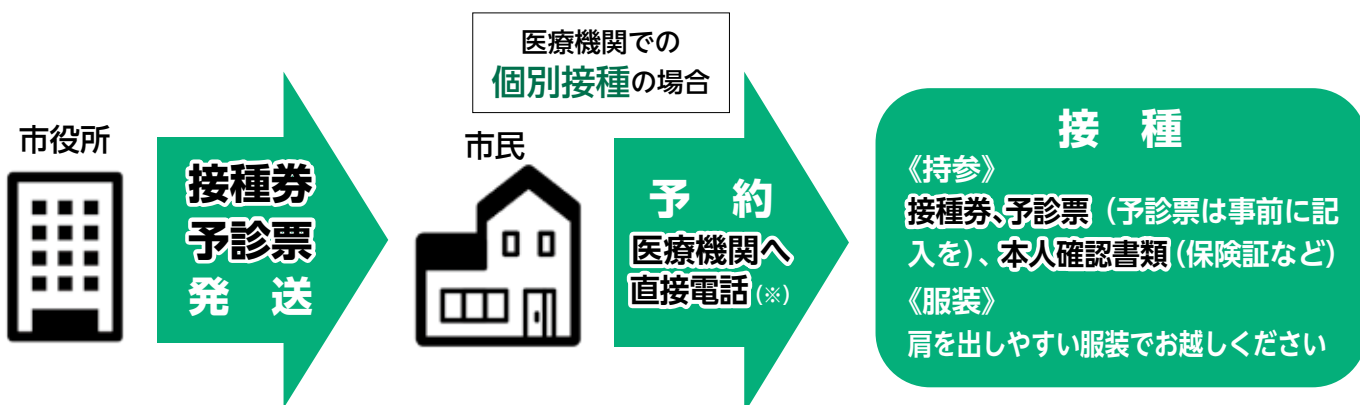 市役所
接種券
予診票
発 送
医療機関での
個別接種の場合
市民
予 約
医療機関へ
直接電話(※)
接 種
《持参》
接種券、予診票(予診票は事前に記
入を)、本人確認書類(保険証など)
《服装》
肩を出しやすい服装でお越しください